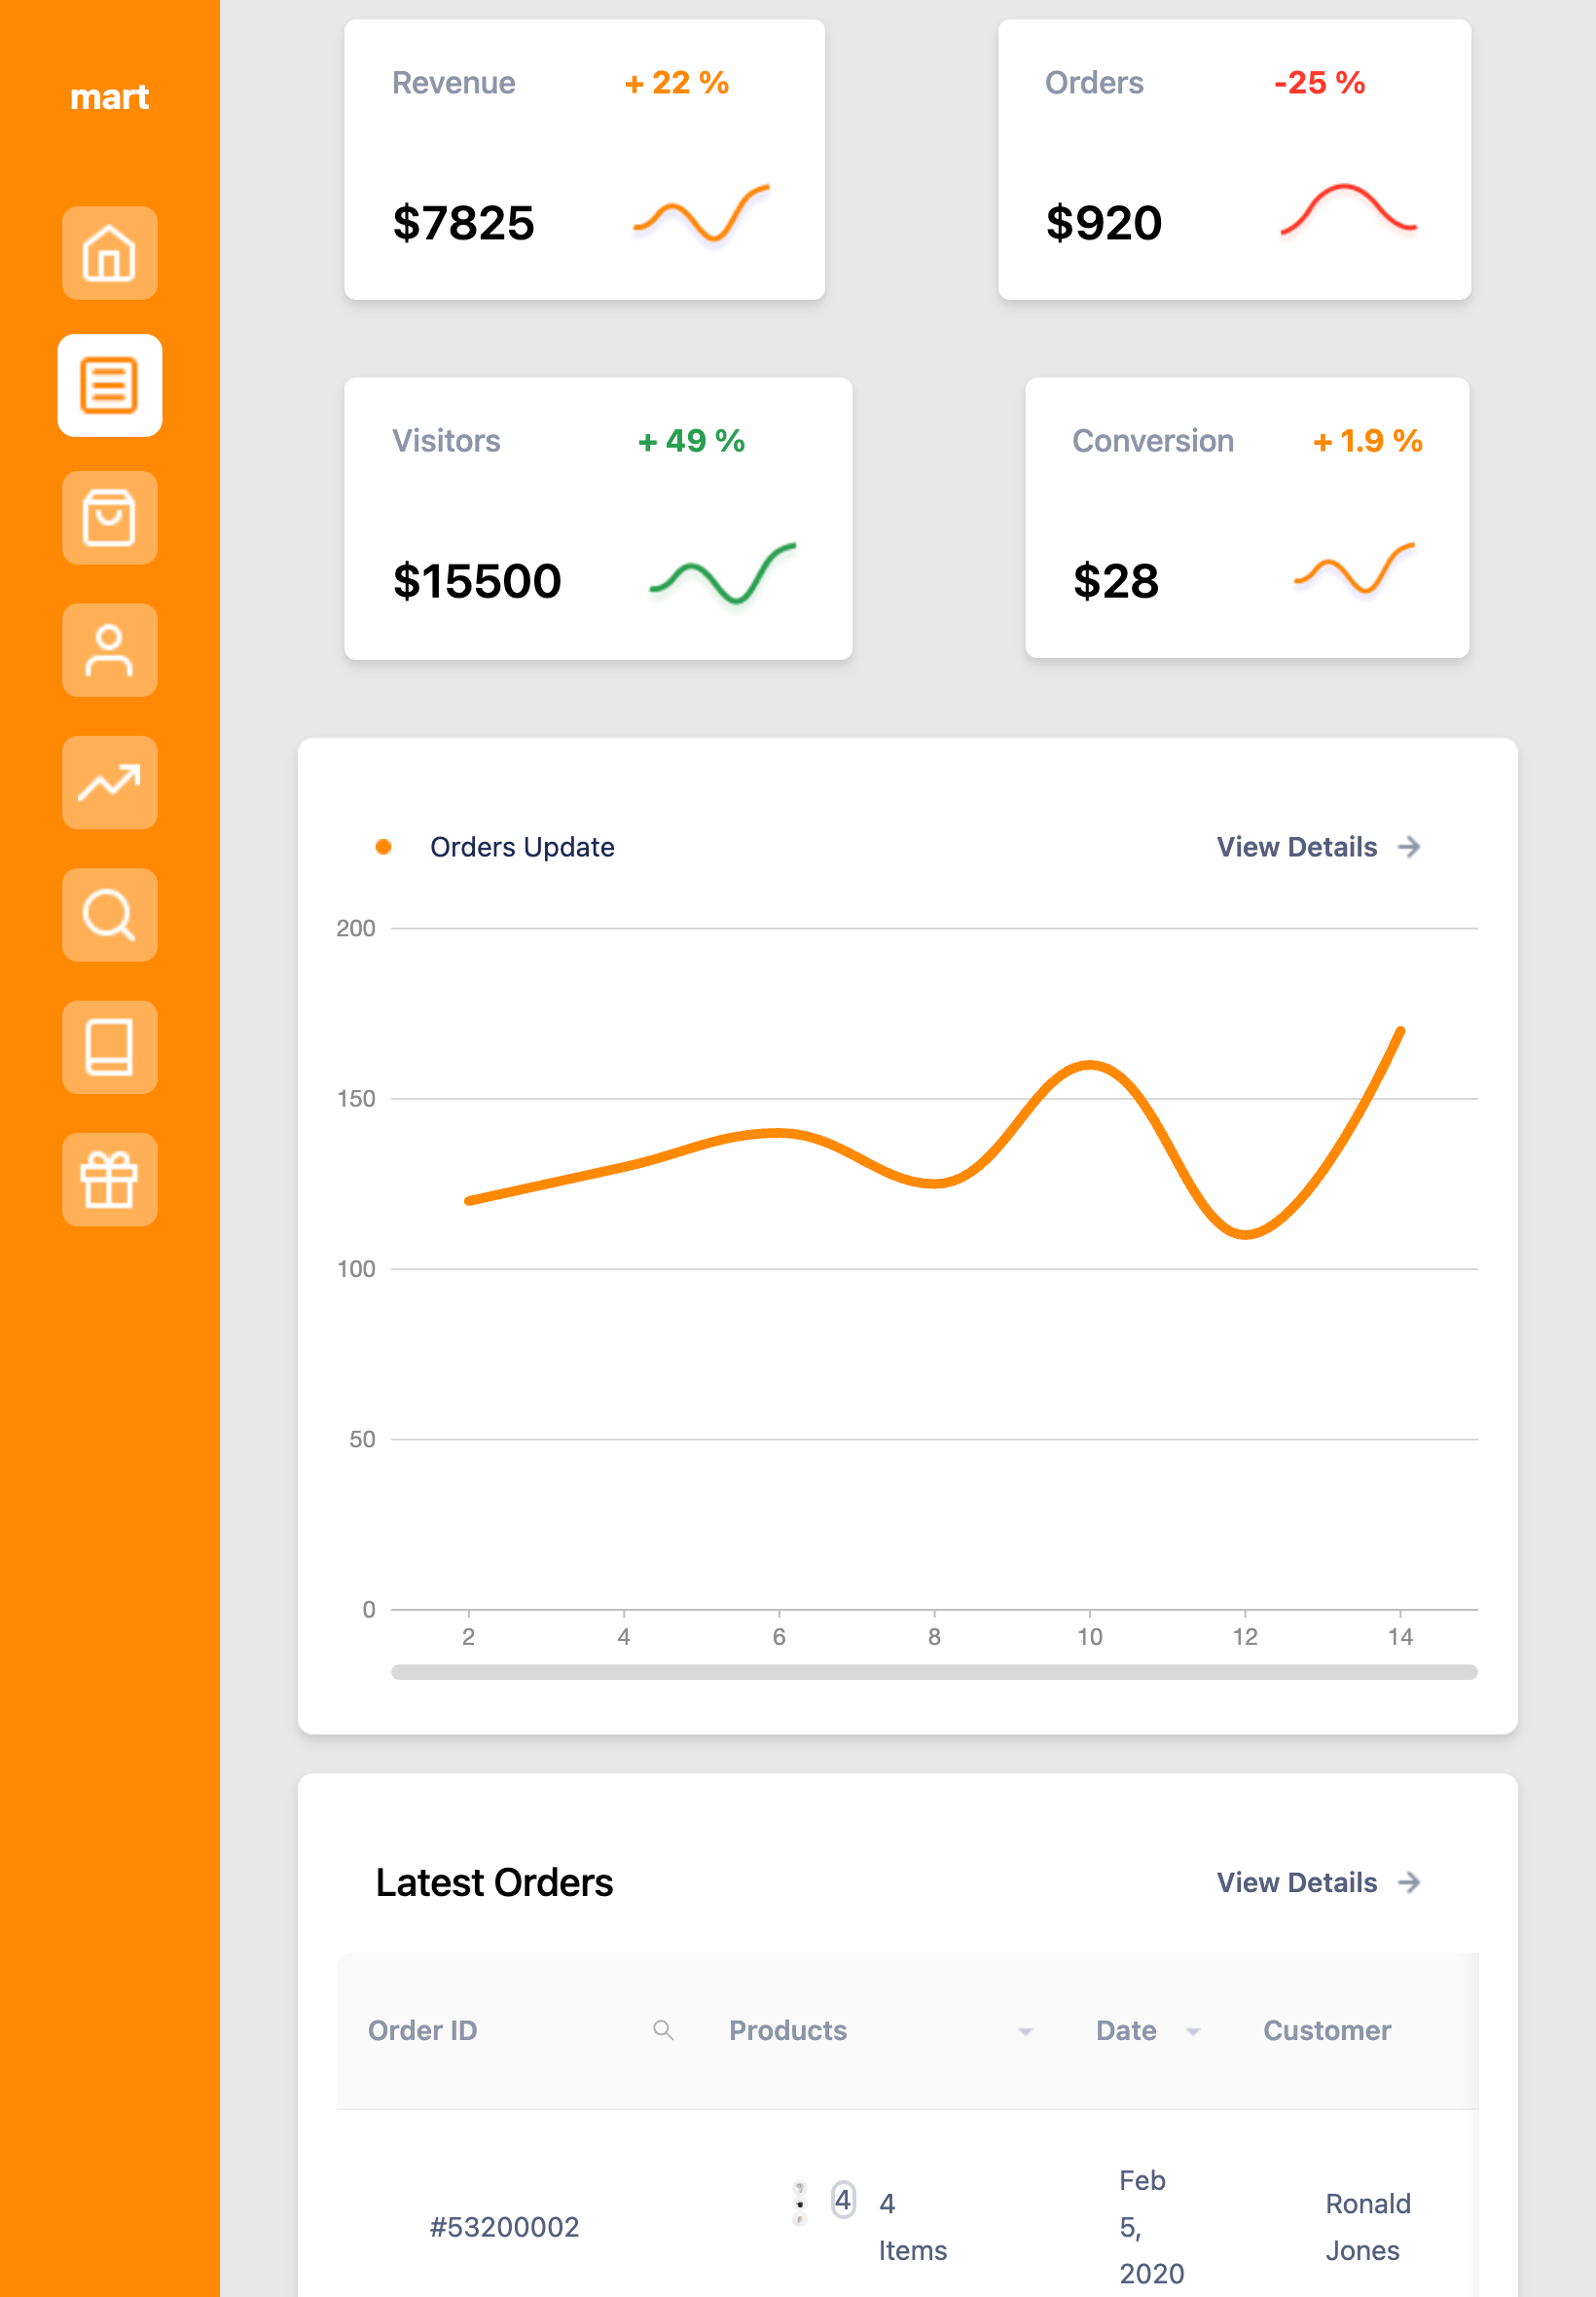 mart
Revenue + 22 %
$7825
Orders -25 %
$920
Visitors + 49 %
$15500
Conversion + 1.9 %
$28
Orders Update
View Details
200
150
100
50
0
2 4 6 8 10 12 14
Latest Orders
View Details
Order ID Products Date Customer
#53200002
4
4
Items
Feb
5,
2020
Ronald
Jones